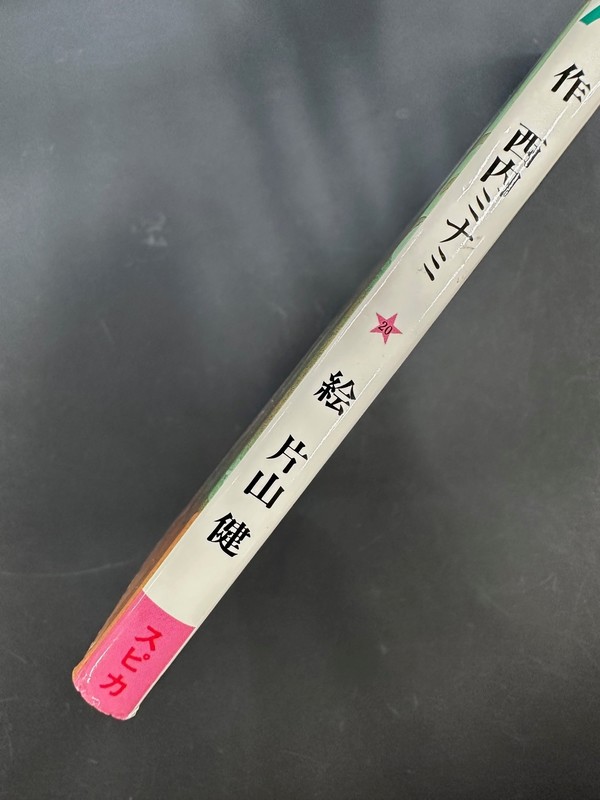 作 西内ミナミ
20
絵 片山 健
スピカ